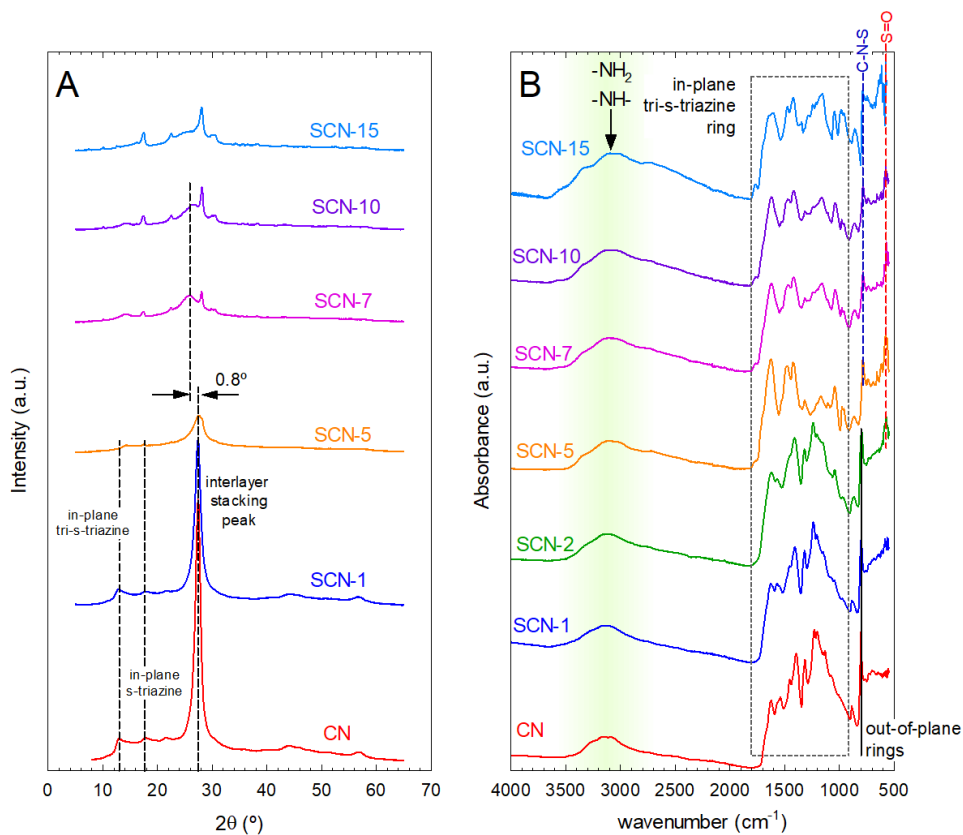 A
SCN-15
SCN-10
SCN-7
0.8º
SCN-5
interlayer
stacking
peak
in-plane
tri-s-triazine
SCN-1
in-plane
s-triazine
CN
Intensity (a.u.)
0 10 20 30 40 50 60 70
2θ (º)
B
-NH2
-NH-
in-plane
tri-s-triazine
ring
C-N-S
S=O
SCN-15
SCN-10
SCN-7
SCN-5
SCN-2
SCN-1
CN
out-of-plane
rings
Absorbance (a.u.)
4000 3500 3000 2500 2000 1500 1000 500
wavenumber (cm-1)